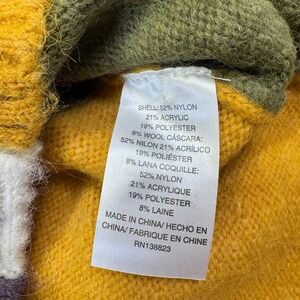 SHELL: 52% NYLON
21% ACRYLIC
19% POLYESTER
8% WOOL CÁSCARA:
52% NILON 21% ACRÍLICO
19% POLIÉSTER
8% LANA COQUILLE:
52% NYLON
21% ACRYLIQUE
19% POLYESTER
8% LAINE
MADE IN CHINA/ HECHO EN
CHINA/ FABRIQUE EN CHINE
RN138823